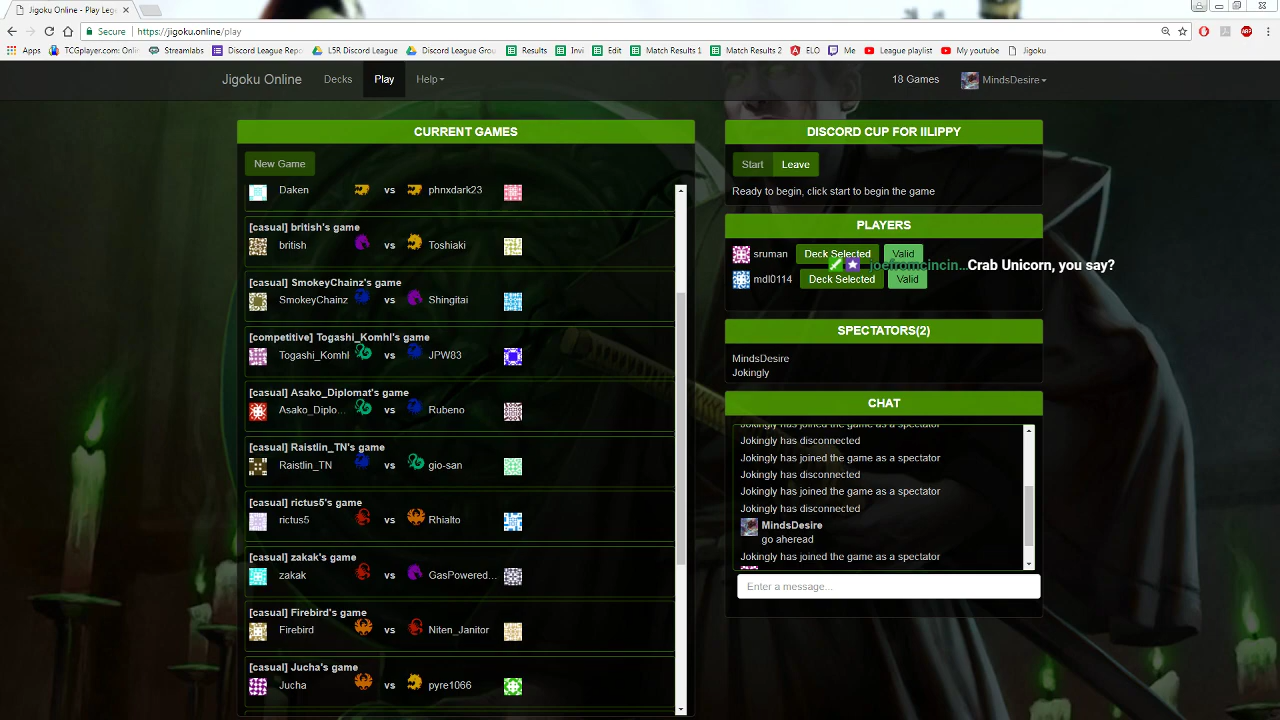 Jigoku Online - Play Lege
Secure https://jigoku.online/play
Apps TCGplayer.com: Onli Streamlabs Discord League Repo L5R Discord League Discord League Grou Results Invi Edit Match Results 1 Match Results 2 ELO Me League playlist My youtube Jigoku
Jigoku Online Decks Play Help 18 Games MindsDesire
CURRENT GAMES
New Game
Daken vs phnxdark23
[casual] british's game
british vs Toshiaki
[casual] SmokeyChainz's game
SmokeyChainz vs Shingitai
[competitive] Togashi_Komhl's game
Togashi_Komhl vs JPW83
[casual] Asako_Diplomat's game
Asako_Diplo... vs Rubeno
[casual] Raistlin_TN's game
Raistlin_TN vs gio-san
[casual] rictus5's game
rictus5 vs Rhialto
[casual] zakak's game
zakak vs GasPowered...
[casual] Firebird's game
Firebird vs Niten_Janitor
[casual] Jucha's game
Jucha vs pyre1066
DISCORD CUP FOR IILIPPY
Start Leave
Ready to begin, click start to begin the game
PLAYERS
sruman Deck Selected Valid
joefromcincin... Crab Unicorn, you say?
mdl0114 Deck Selected Valid
SPECTATORS(2)
MindsDesire
Jokingly
CHAT
Jokingly has joined the game as a spectator
Jokingly has disconnected
Jokingly has joined the game as a spectator
Jokingly has disconnected
Jokingly has joined the game as a spectator
Jokingly has disconnected
MindsDesire
go aheread
Jokingly has joined the game as a spectator
Enter a message...